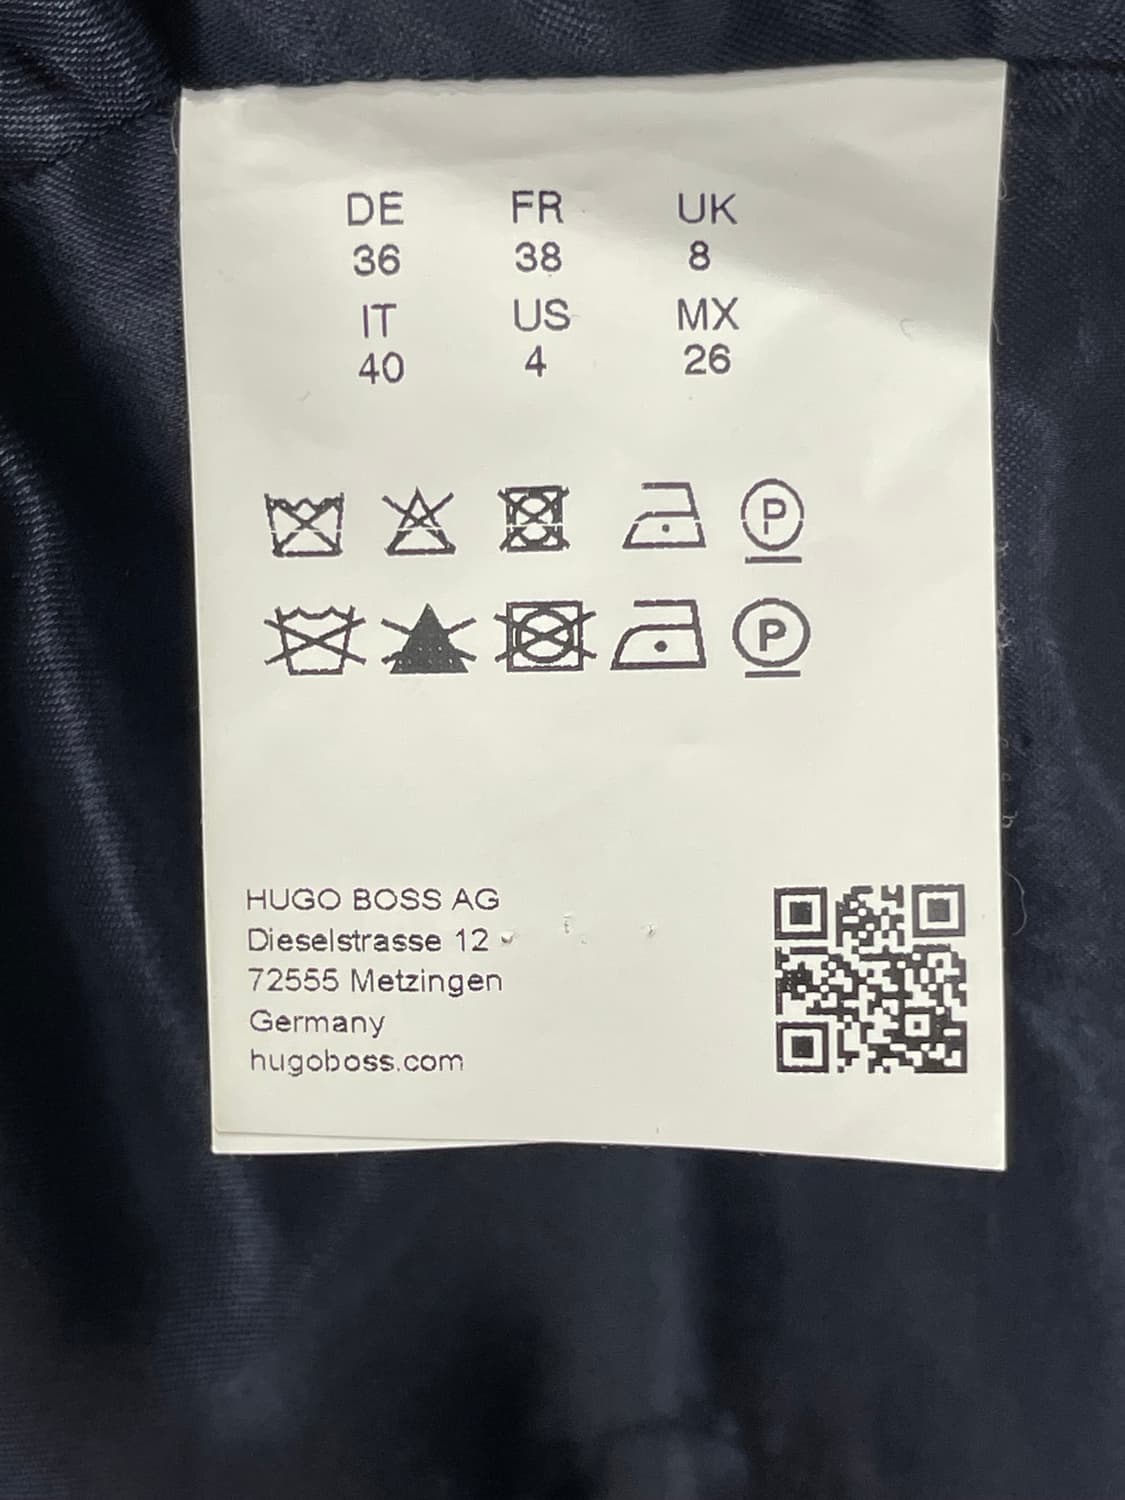 DE FR UK
36 38 8
IT US MX
40 4 26
P
P
HUGO BOSS AG
Dieselstrasse 12
72555 Metzingen
Germany
hugoboss.com